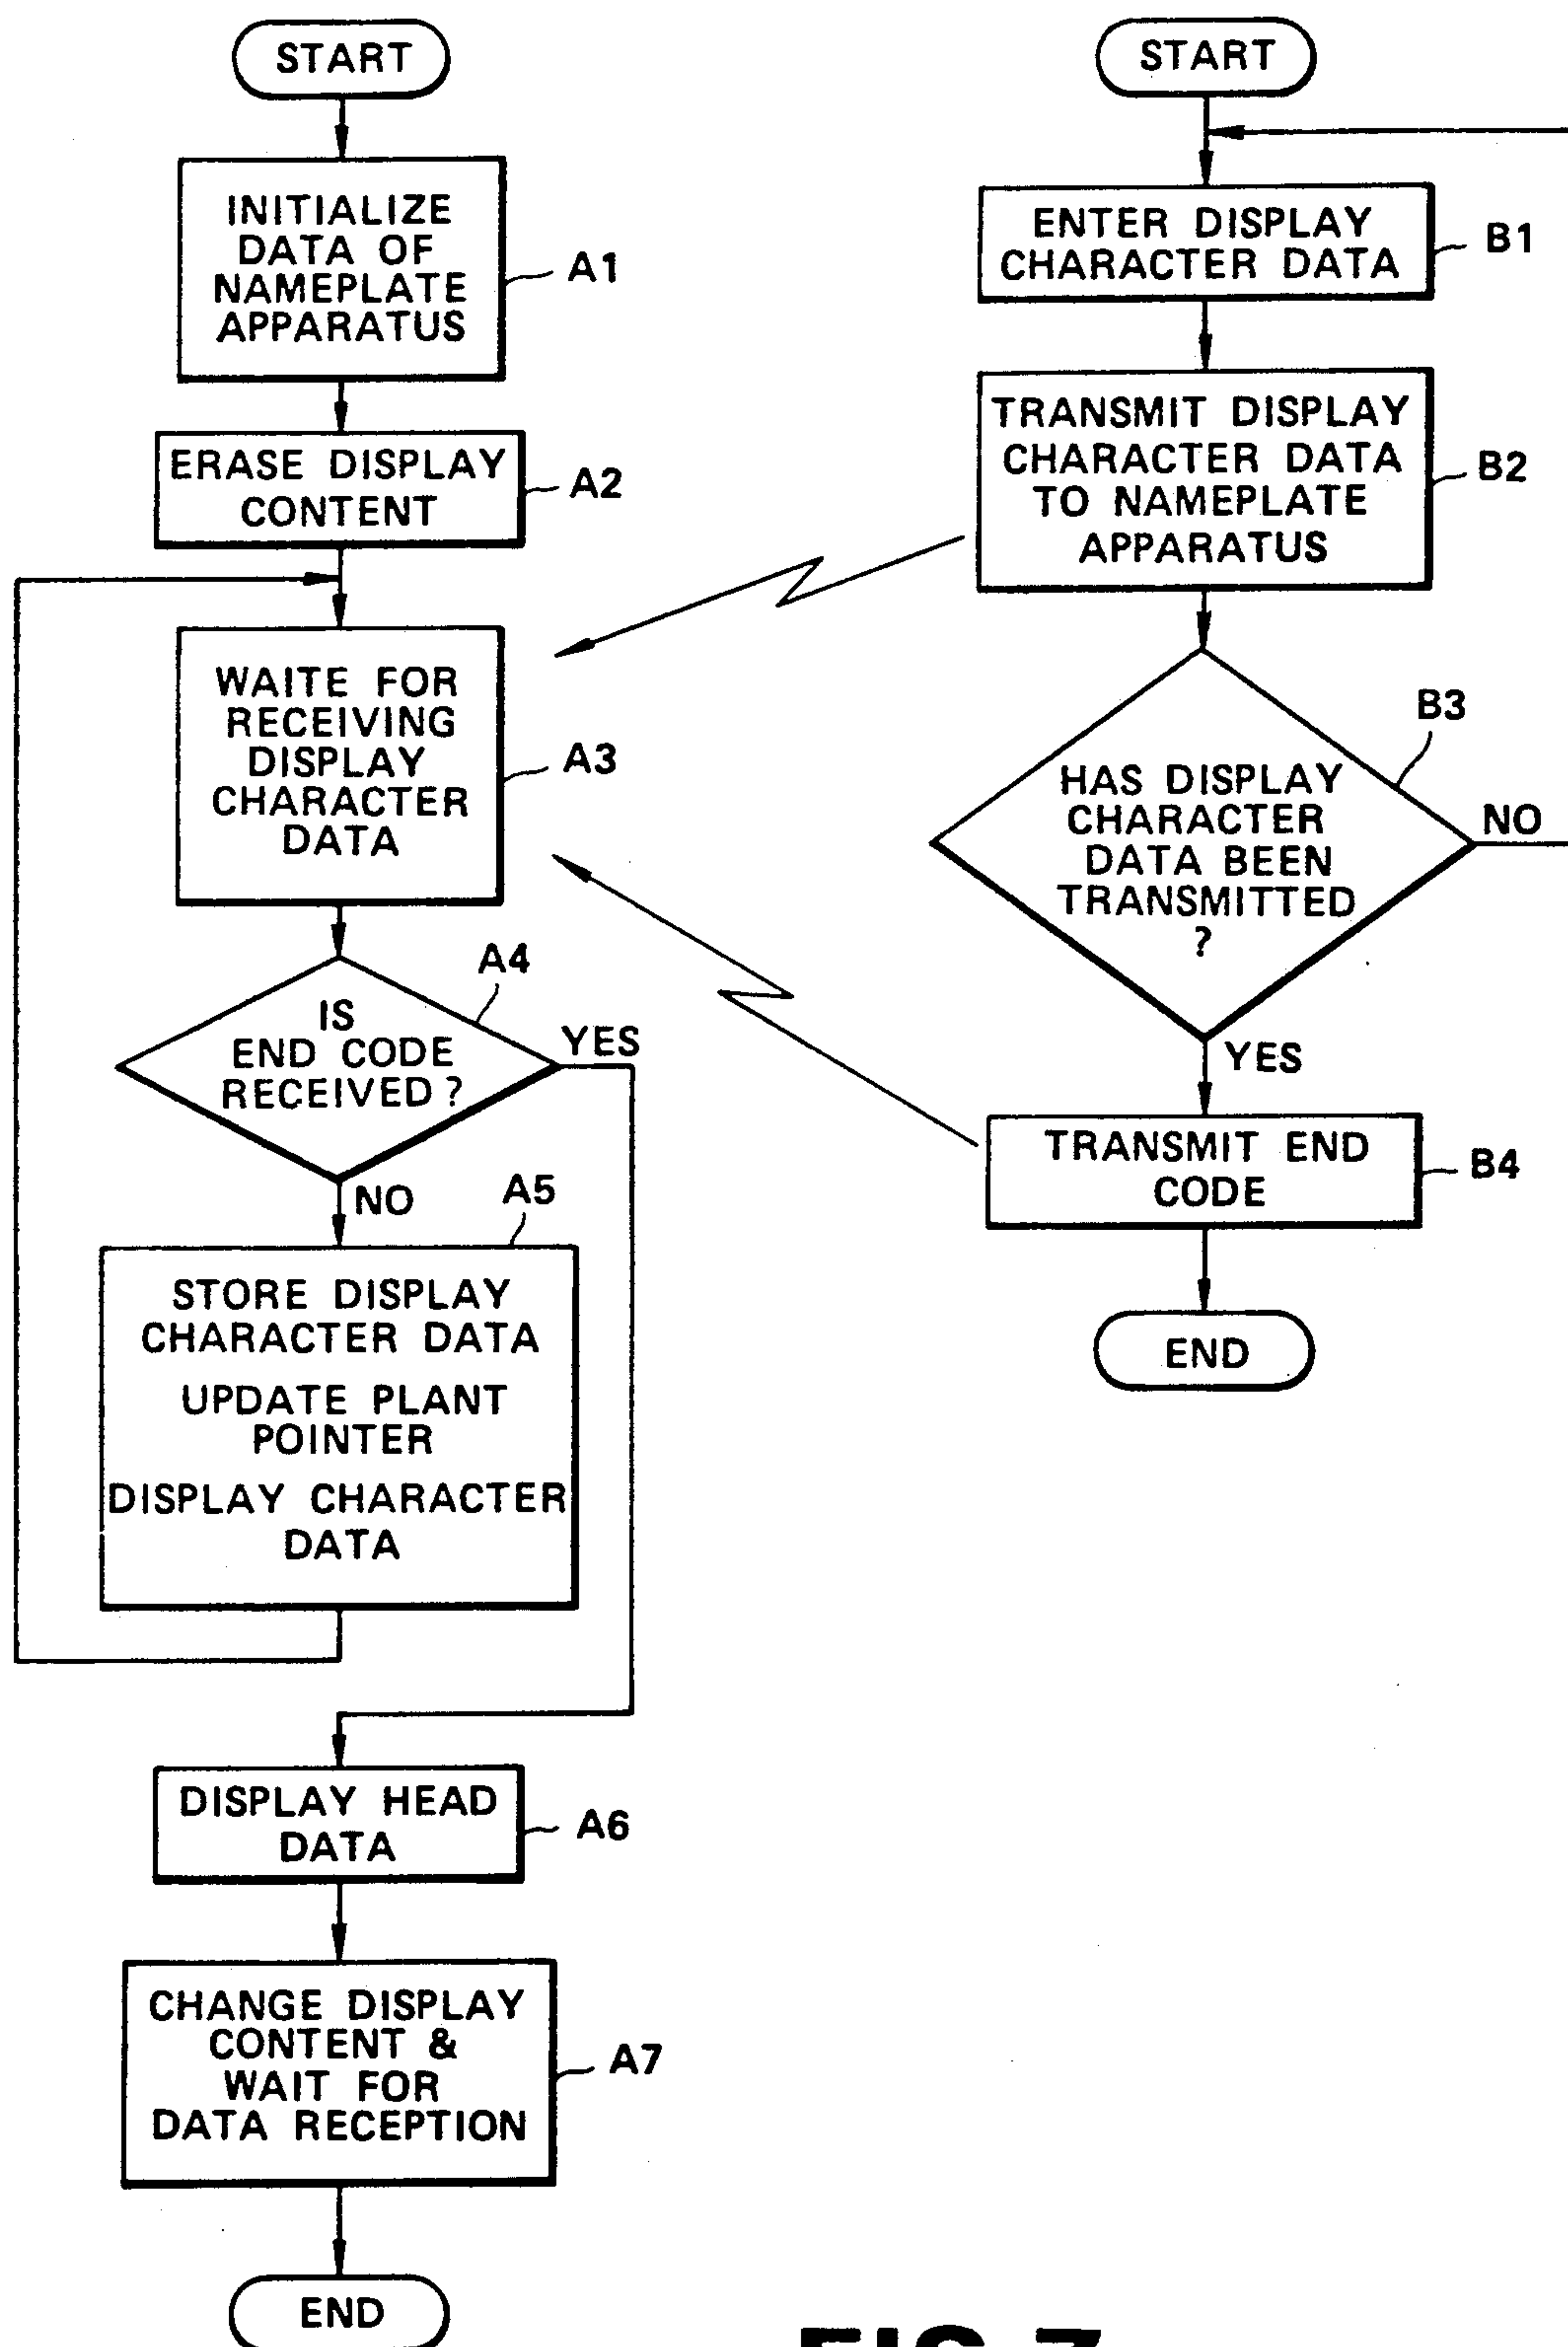 START
INITIALIZE
DATA OF
NAMEPLATE
APPARATUS
A1
ERASE DISPLAY
CONTENT
A2
WAITE FOR
RECEIVING
DISPLAY
CHARACTER
DATA
A3
A4
IS
END CODE
RECEIVED?
YES
NO
A5
STORE DISPLAY
CHARACTER DATA
UPDATE PLANT
POINTER
DISPLAY CHARACTER
DATA
DISPLAY HEAD
DATA
A6
CHANGE DISPLAY
CONTENT &
WAIT FOR
DATA RECEPTION
A7
END
START
ENTER DISPLAY
CHARACTER DATA
B1
TRANSMIT DISPLAY
CHARACTER DATA
TO NAMEPLATE
APPARATUS
B2
B3
HAS DISPLAY
CHARACTER
DATA BEEN
TRANSMITTED
?
NO
YES
TRANSMIT END
CODE
B4
END